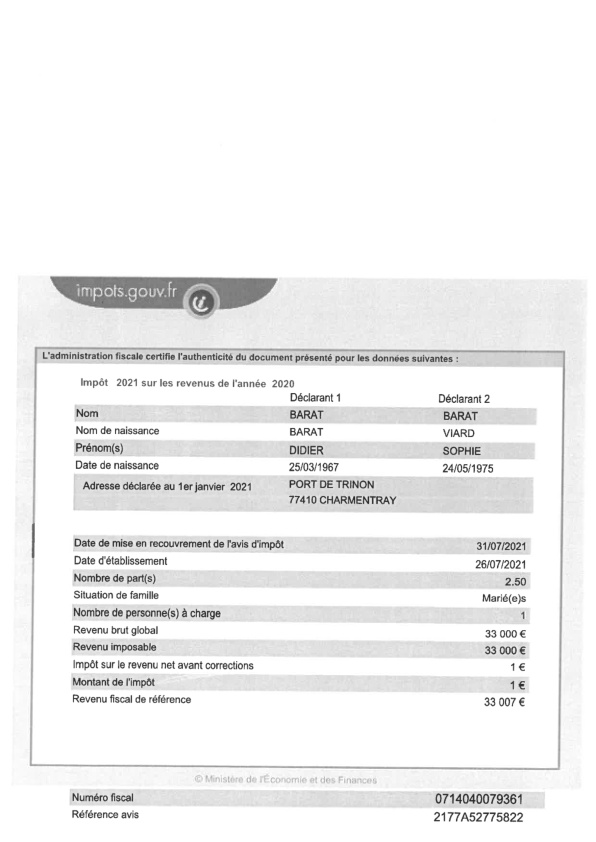 impots.gouv.fr
L'administration fiscale certifie l'authenticité du document présenté pour les données suivantes :
Impôt 2021 sur les revenus de l'année 2020
Déclarant 1 Déclarant 2
Nom BARAT BARAT
Nom de naissance BARAT VIARD
Prénom(s) DIDIER SOPHIE
Date de naissance 25/03/1967 24/05/1975
Adresse déclarée au 1er janvier 2021 PORT DE TRINON
77410 CHARMENTRAY
Date de mise en recouvrement de l'avis d'impôt 31/07/2021
Date d'établissement 26/07/2021
Nombre de part(s) 2.50
Situation de famille Marié(e)s
Nombre de personne(s) à charge 1
Revenu brut global 33 000 €
Revenu imposable 33 000 €
Impôt sur le revenu net avant corrections 1 €
Montant de l'impôt 1 €
Revenu fiscal de référence 33 007 €
© Ministère de l'Économie et des Finances
Numéro fiscal 0714040079361
Référence avis 2177A52775822